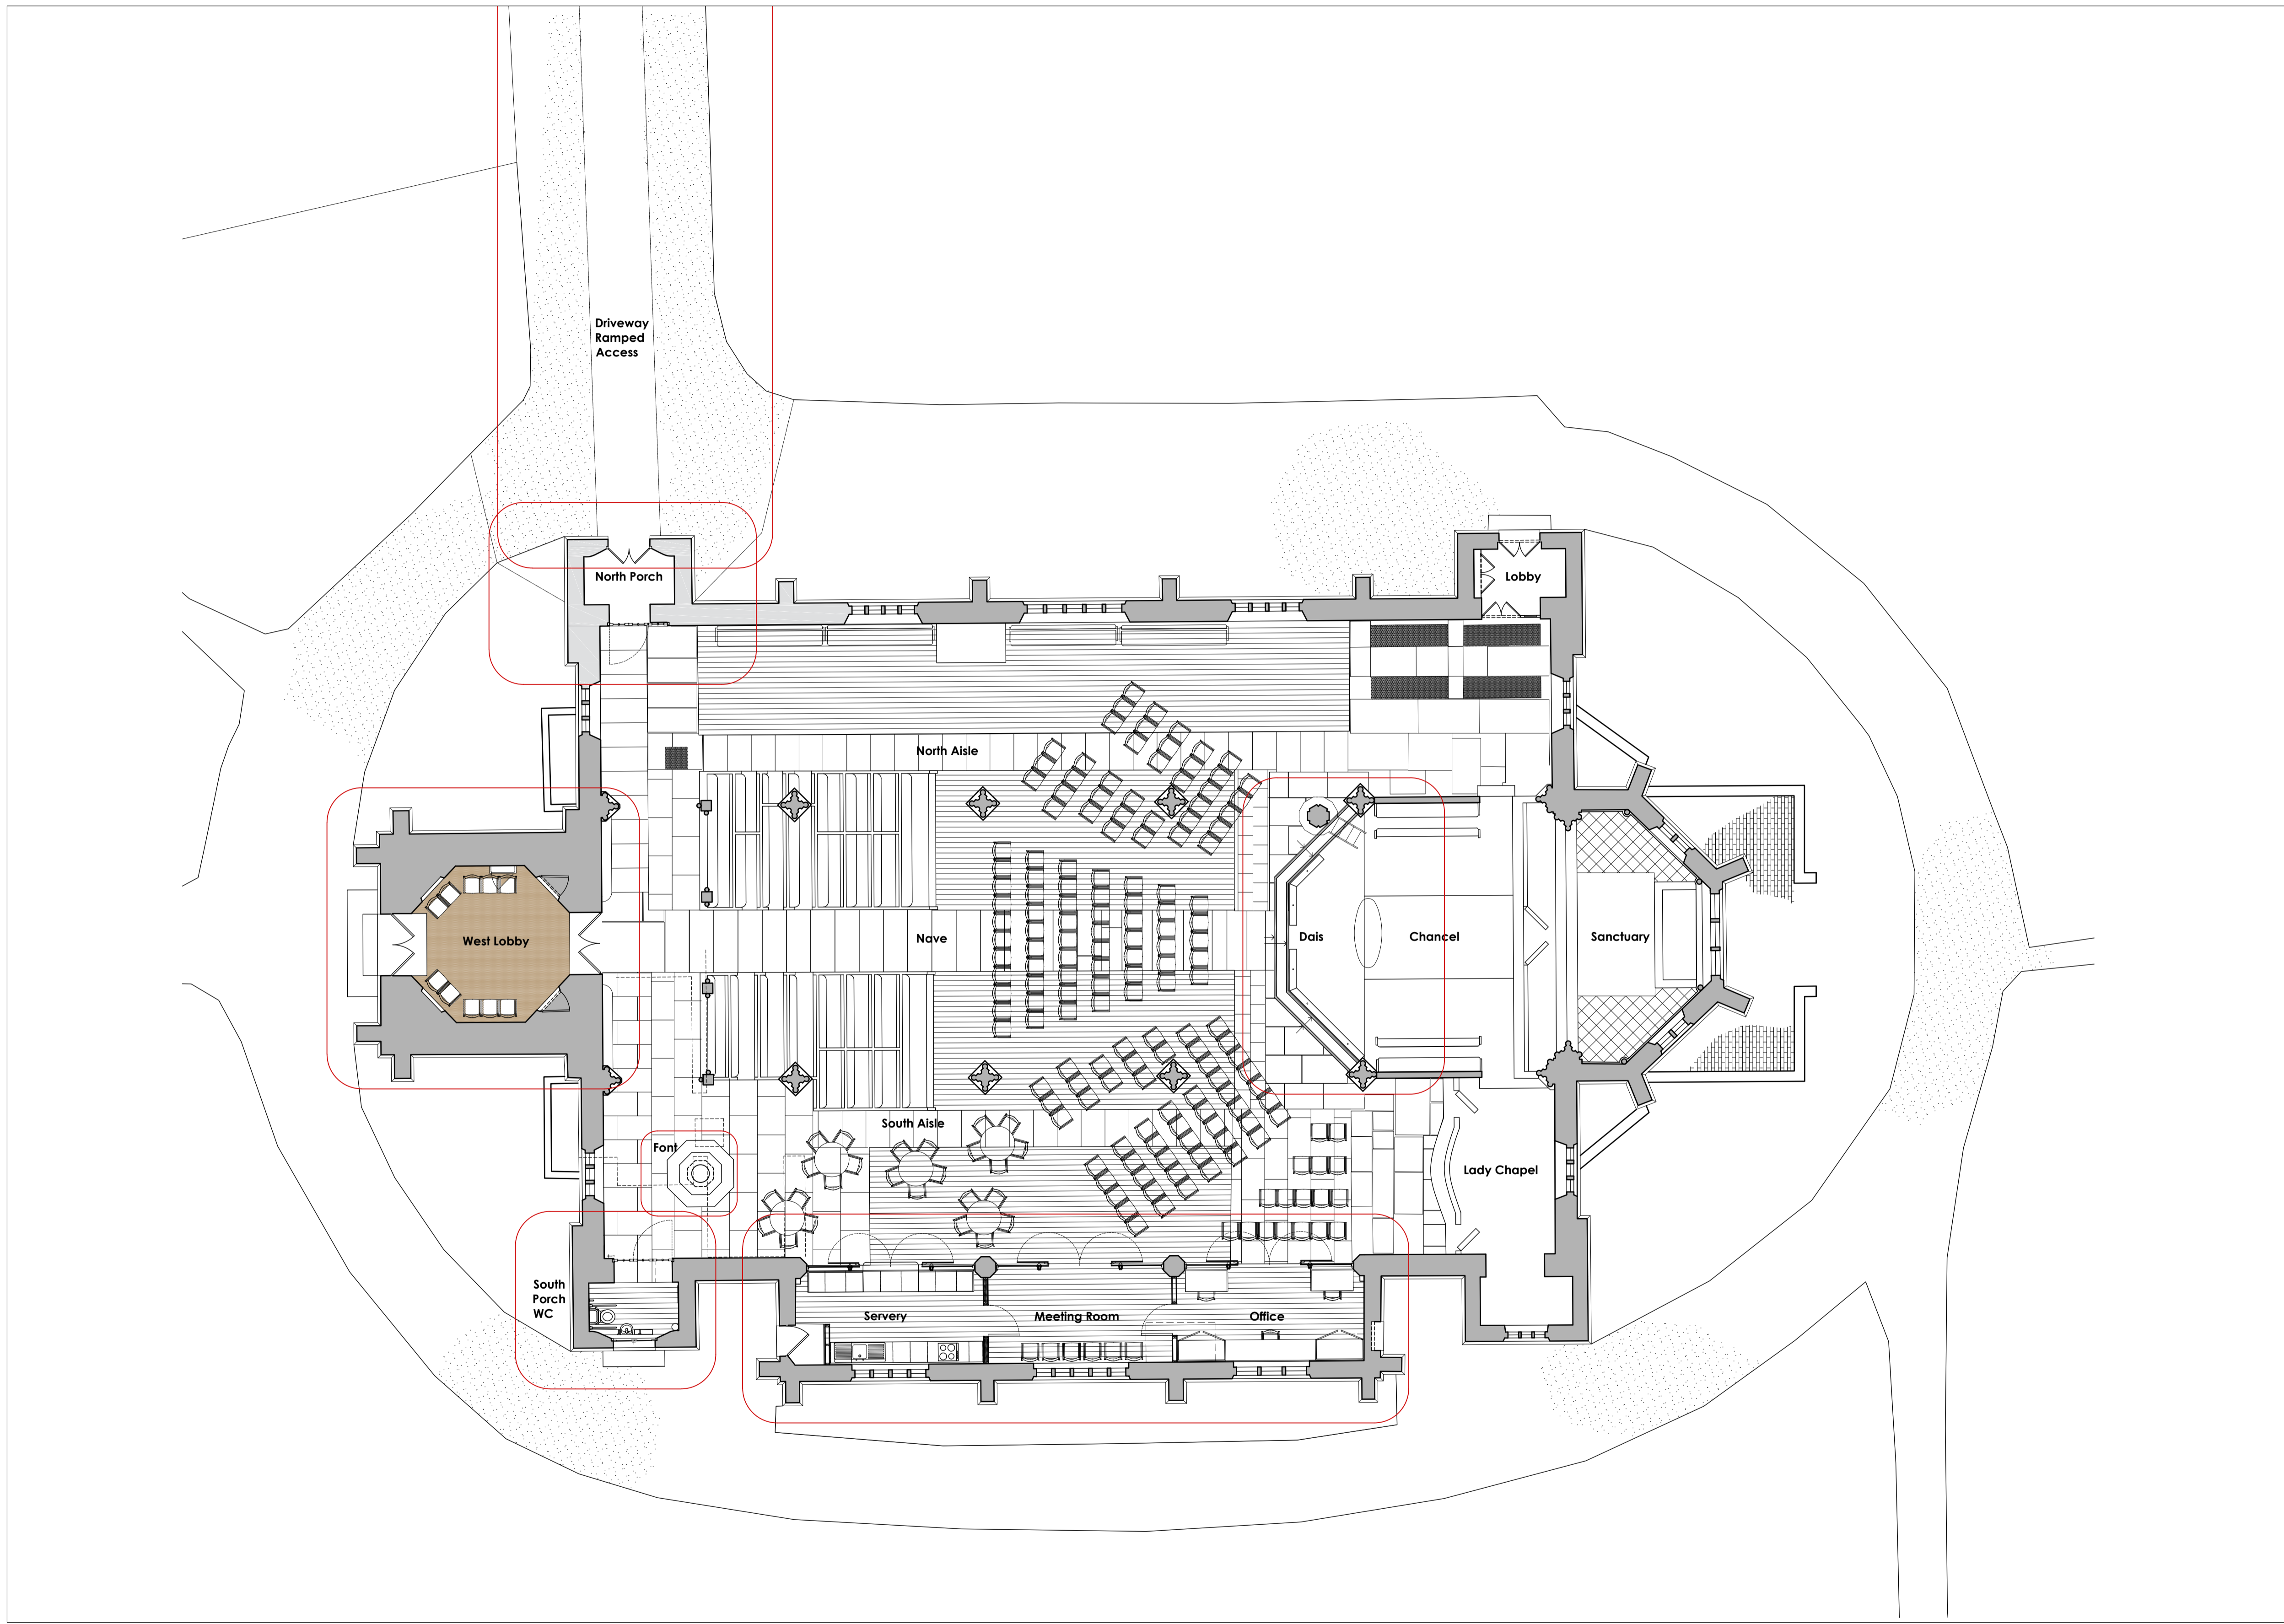 Driveway
Ramped
Access
North Porch
Lobby
North Aisle
West Lobby
Nave
Dais
Chancel
Sanctuary
South Aisle
Font
Lady Chapel
South
Porch
WC
Servery
Meeting Room
Office